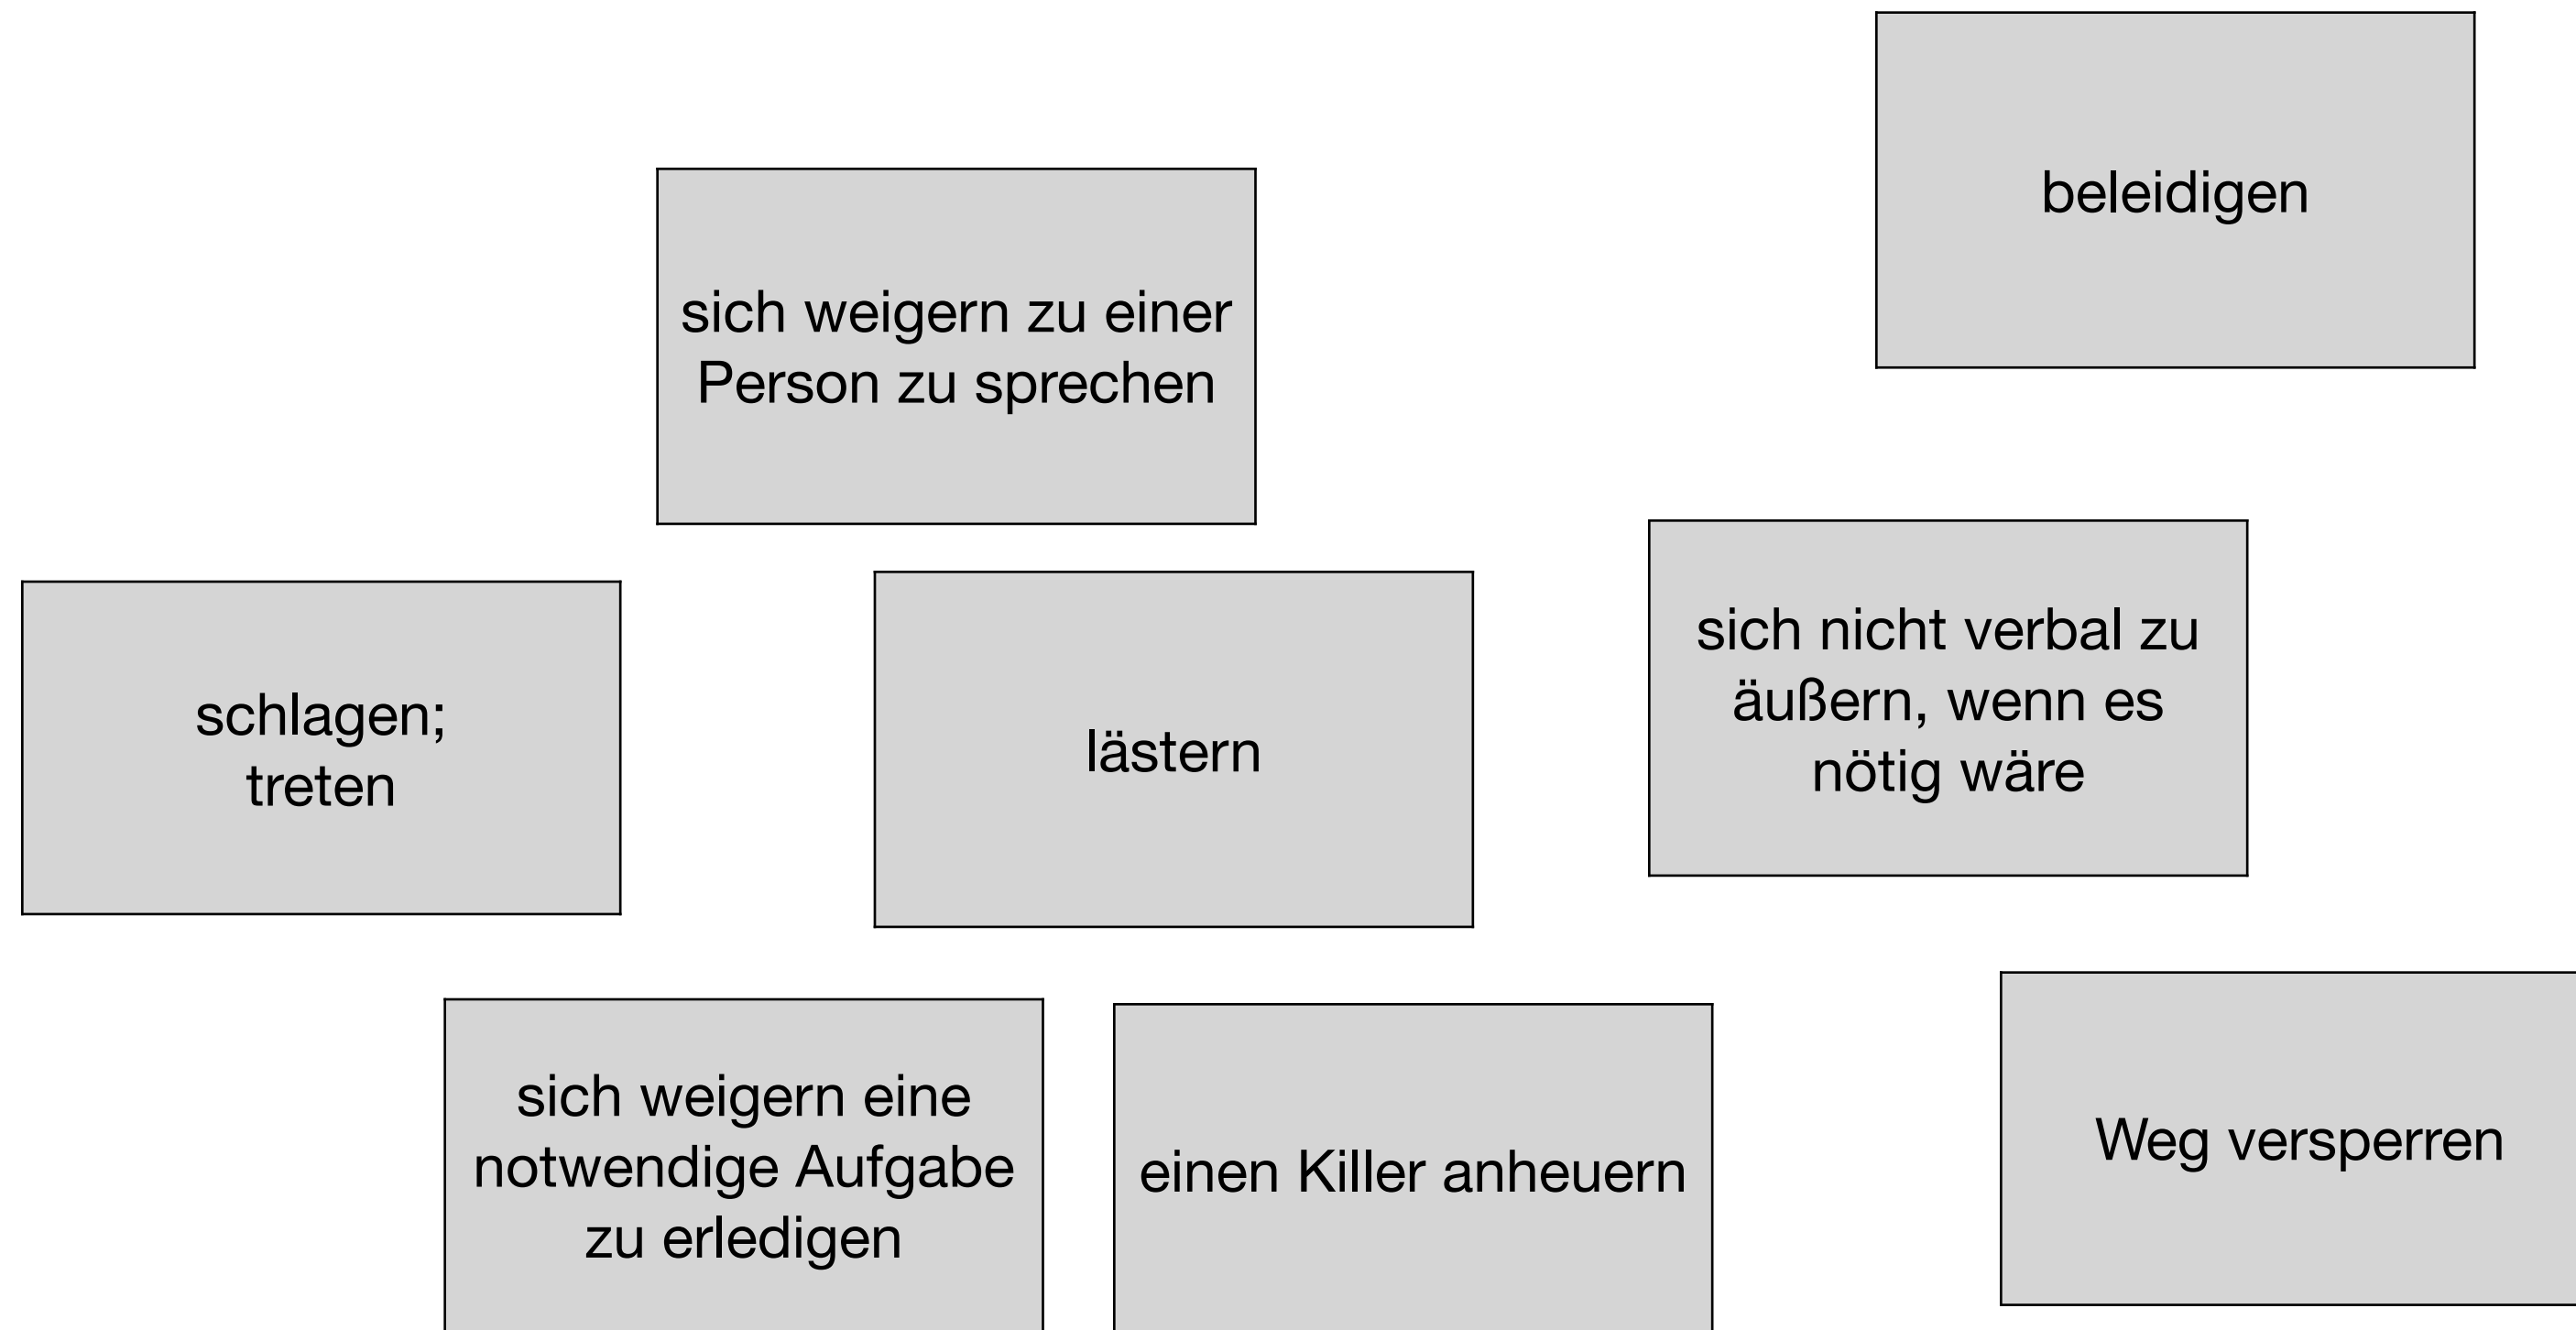 beleidigen
sich weigern zu einer
Person zu sprechen
sich nicht verbal zu
äußern, wenn es
nötig wäre
schlagen;
treten
lästern
sich weigern eine
notwendige Aufgabe
zu erledigen
einen Killer anheuern
Weg versperren